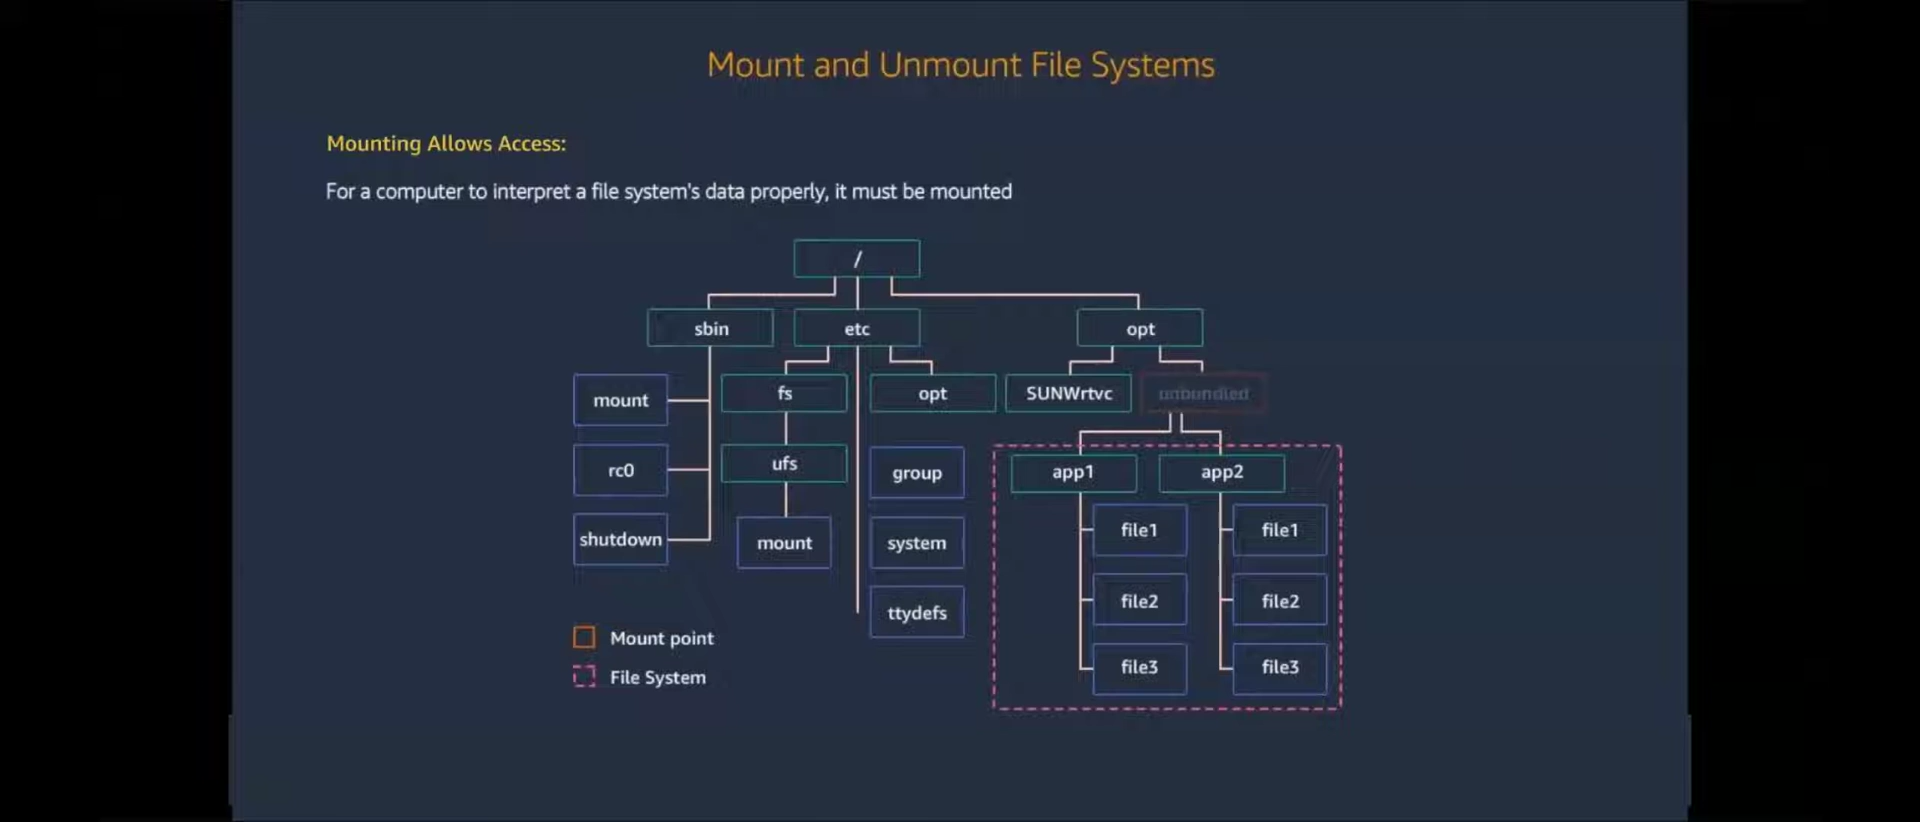 Mount and Unmount File Systems
Mounting Allows Access:
For a computer to interpret a file system's data properly, it must be mounted
/
sbin
etc
opt
mount
fs
opt
SUNWrtvc
unbundled
rc0
ufs
group
app1
app2
shutdown
mount
system
file1
file1
ttydefs
file2
file2
file3
file3
Mount point
File System